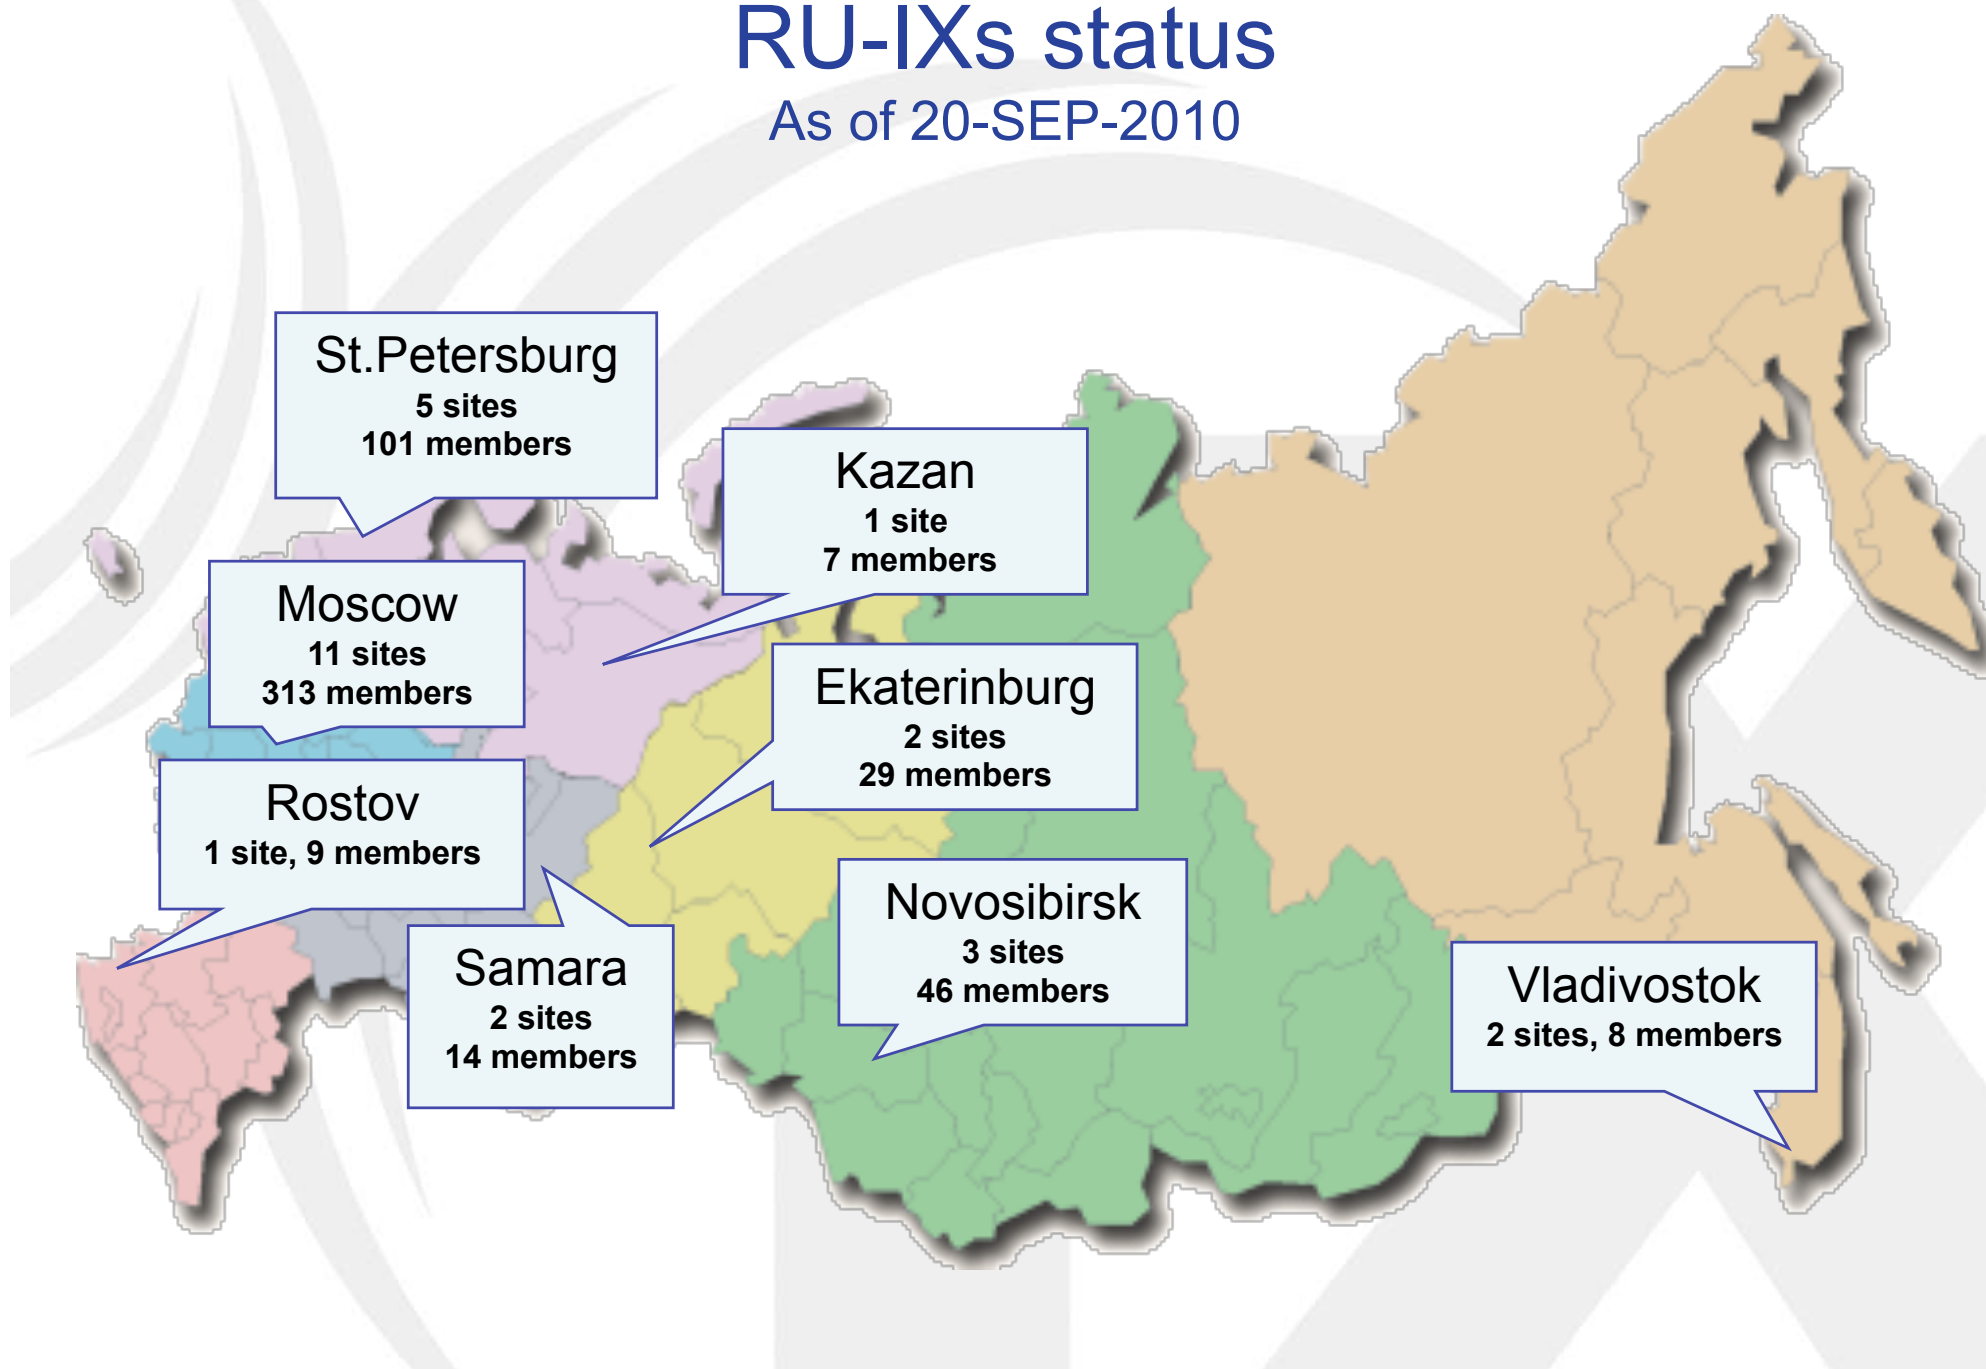 RU-IXs status
As of 20-SEP-2010
St.Petersburg
5 sites
101 members
Kazan
1 site
7 members
Moscow
11 sites
313 members
Ekaterinburg
2 sites
29 members
Rostov
1 site, 9 members
Novosibirsk
3 sites
46 members
Samara
2 sites
14 members
Vladivostok
2 sites, 8 members